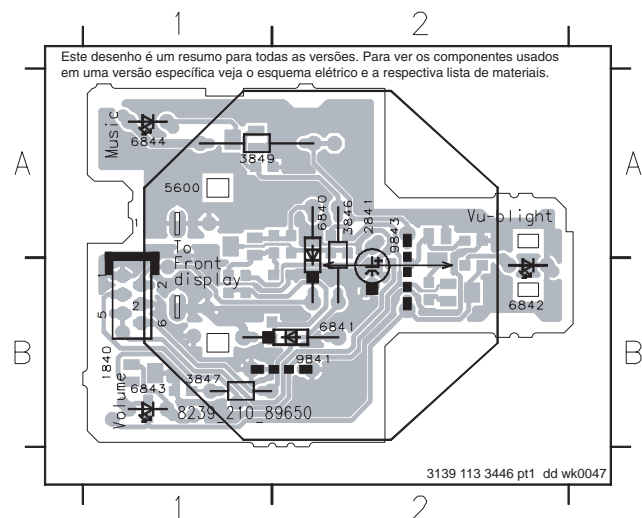 1 2
Este desenho é um resumo para todas as versões. Para ver os componentes usados
em uma versão específica veja o esquema elétrico e a respectiva lista de materiais.
A A
Music
6844
3849
5600
1
6840
3846
2841
9843
Vu-blight
To
Front
display
1
2
5
2
6
6842
B B
6841
9841
1840
6843
3847
Volume
8239_210_89650
3139 113 3446 pt1 dd wk0047
1 2